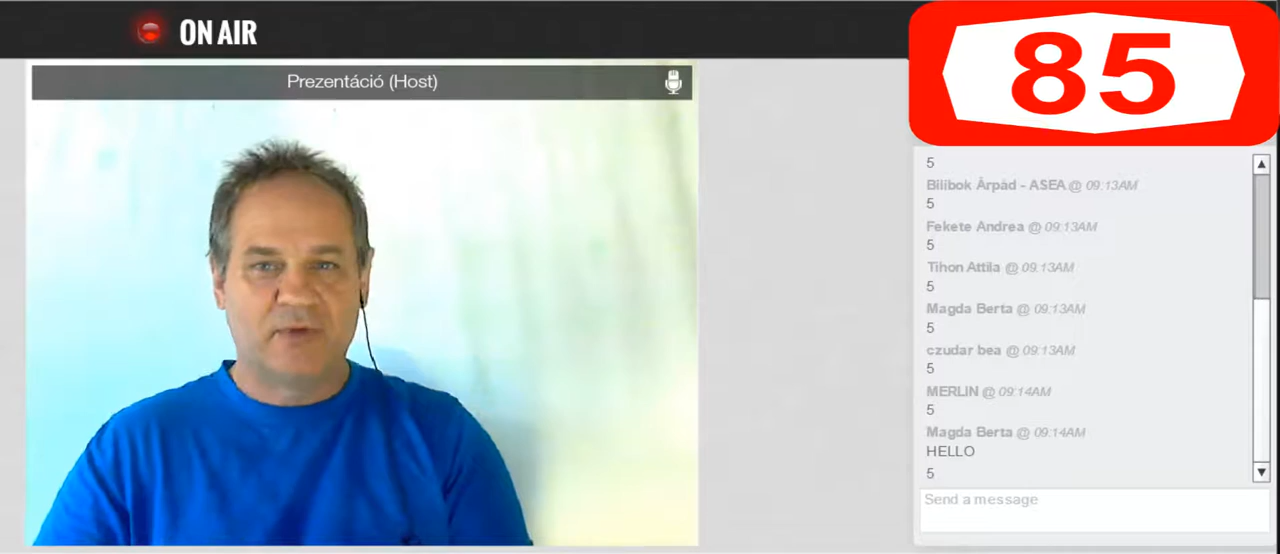 ON AIR
85
Prezentáció (Host)
5
Bilibok Árpád - ASEA @ 09:13AM
5
Fekete Andrea @ 09:13AM
5
Tihon Attila @ 09:13AM
5
Magda Berta @ 09:13AM
5
czudar bea @ 09:13AM
5
MERLIN @ 09:14AM
5
Magda Berta @ 09:14AM
HELLO
5
Send a message